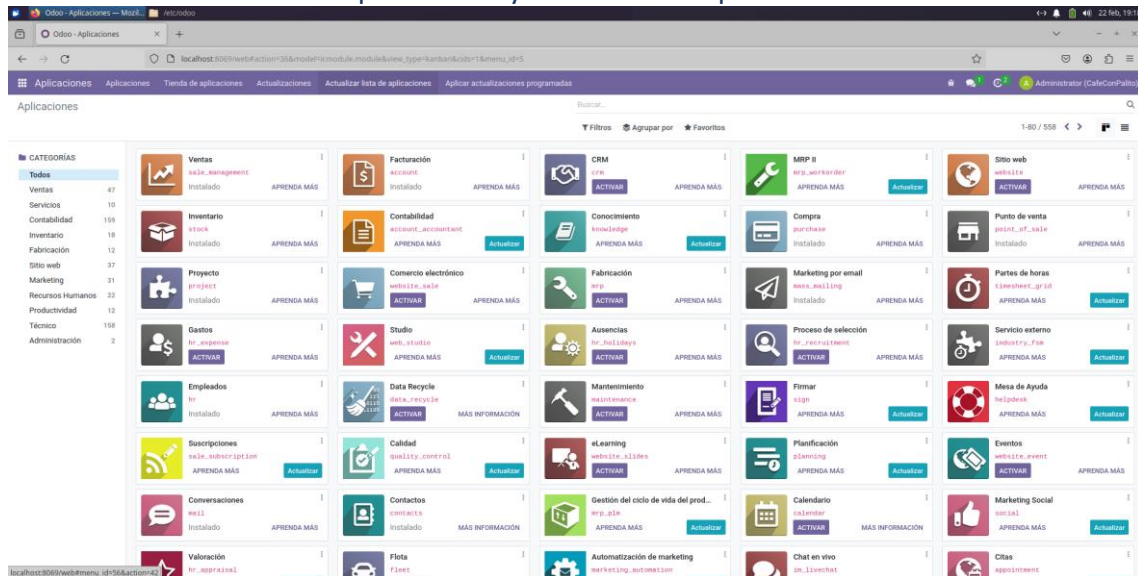 Odoo - Aplicaciones — Mozil...
/etc/odoo
22 feb, 19:18
Odoo - Aplicaciones
localhost:8069/web#action=36&model=ir.module.module&view_type=kanban&cids=1&menu_id=5
Aplicaciones Aplicaciones Tienda de aplicaciones Actualizaciones Actualizar lista de aplicaciones Aplicar actualizaciones programadas
1 2 A Administrator (CafeConPalito)
Aplicaciones
Buscar...
Filtros Agrupar por Favoritos
1-80 / 558
CATEGORÍAS
Todos
Ventas 47
Servicios 10
Contabilidad 159
Inventario 18
Fabricación 12
Sitio web 37
Marketing 31
Recursos Humanos 22
Productividad 12
Técnico 158
Administración 2
Ventas Facturación CRM MRP II Sitio web
sale_management account crm mrp_workorder website
Instalado APRENDA MÁS Instalado APRENDA MÁS ACTIVAR APRENDA MÁS APRENDA MÁS Actualizar ACTIVAR APRENDA MÁS
Inventario Contabilidad Conocimiento Compra Punto de venta
stock account_accountant knowledge purchase point_of_sale
Instalado APRENDA MÁS APRENDA MÁS Actualizar APRENDA MÁS Actualizar Instalado APRENDA MÁS Instalado APRENDA MÁS
Proyecto Comercio electrónico Fabricación Marketing por email Partes de horas
project website_sale mrp mass_mailing timesheet_grid
Instalado APRENDA MÁS ACTIVAR APRENDA MÁS ACTIVAR APRENDA MÁS Instalado APRENDA MÁS APRENDA MÁS Actualizar
Gastos Studio Ausencias Proceso de selección Servicio externo
hr_expense web_studio hr_holidays hr_recruitment industry_fsm
ACTIVAR APRENDA MÁS APRENDA MÁS Actualizar ACTIVAR APRENDA MÁS ACTIVAR APRENDA MÁS APRENDA MÁS Actualizar
Empleados Data Recycle Mantenimiento Firmar Mesa de Ayuda
hr data_recycle maintenance sign helpdesk
Instalado APRENDA MÁS ACTIVAR MÁS INFORMACIÓN ACTIVAR APRENDA MÁS APRENDA MÁS Actualizar APRENDA MÁS Actualizar
Suscripciones Calidad eLearning Planificación Eventos
sale_subscription quality_control website_slides planning website_event
APRENDA MÁS Actualizar APRENDA MÁS Actualizar ACTIVAR APRENDA MÁS APRENDA MÁS Actualizar ACTIVAR APRENDA MÁS
Conversaciones Contactos Gestión del ciclo de vida del prod... Calendario Marketing Social
mail contacts mrp_plm calendar social
Instalado APRENDA MÁS Instalado MÁS INFORMACIÓN APRENDA MÁS Actualizar ACTIVAR MÁS INFORMACIÓN APRENDA MÁS Actualizar
Valoración Flota Automatización de marketing Chat en vivo Citas
hr_appraisal fleet marketing_automation im_livechat appointment
localhost:8069/web#menu_id=56&action=42